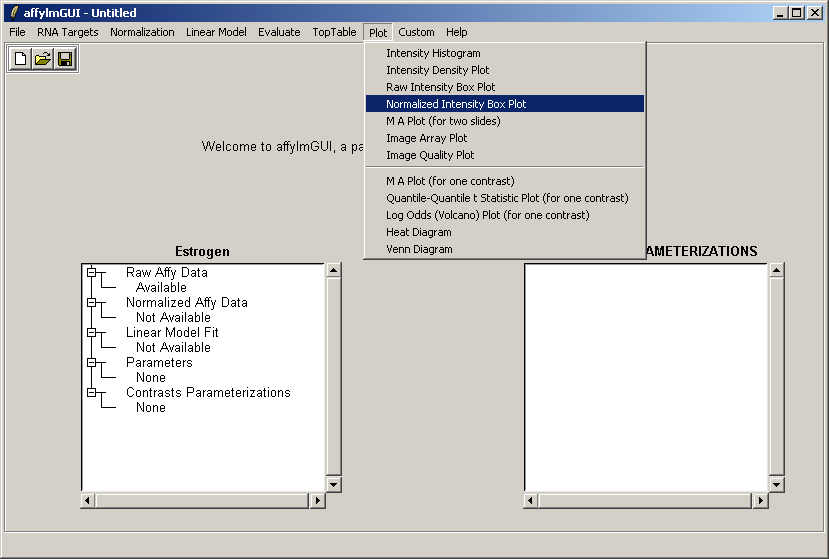 affylmGUI - Untitled
File RNA Targets Normalization Linear Model Evaluate TopTable Plot Custom Help
Intensity Histogram
Intensity Density Plot
Raw Intensity Box Plot
Normalized Intensity Box Plot
M A Plot (for two slides)
Image Array Plot
Image Quality Plot
M A Plot (for one contrast)
Quantile-Quantile t Statistic Plot (for one contrast)
Log Odds (Volcano) Plot (for one contrast)
Heat Diagram
Venn Diagram
Welcome to affylmGUI, a pa
Estrogen
Raw Affy Data
Available
Normalized Affy Data
Not Available
Linear Model Fit
Not Available
Parameters
None
Contrasts Parameterizations
None
AMETERIZATIONS